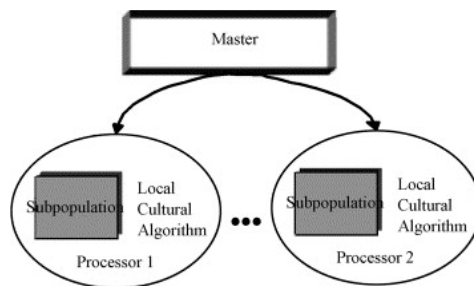 Master
Subpopulation
Local
Cultural
Algorithm
Processor 1
Subpopulation
Local
Cultural
Algorithm
Processor 2